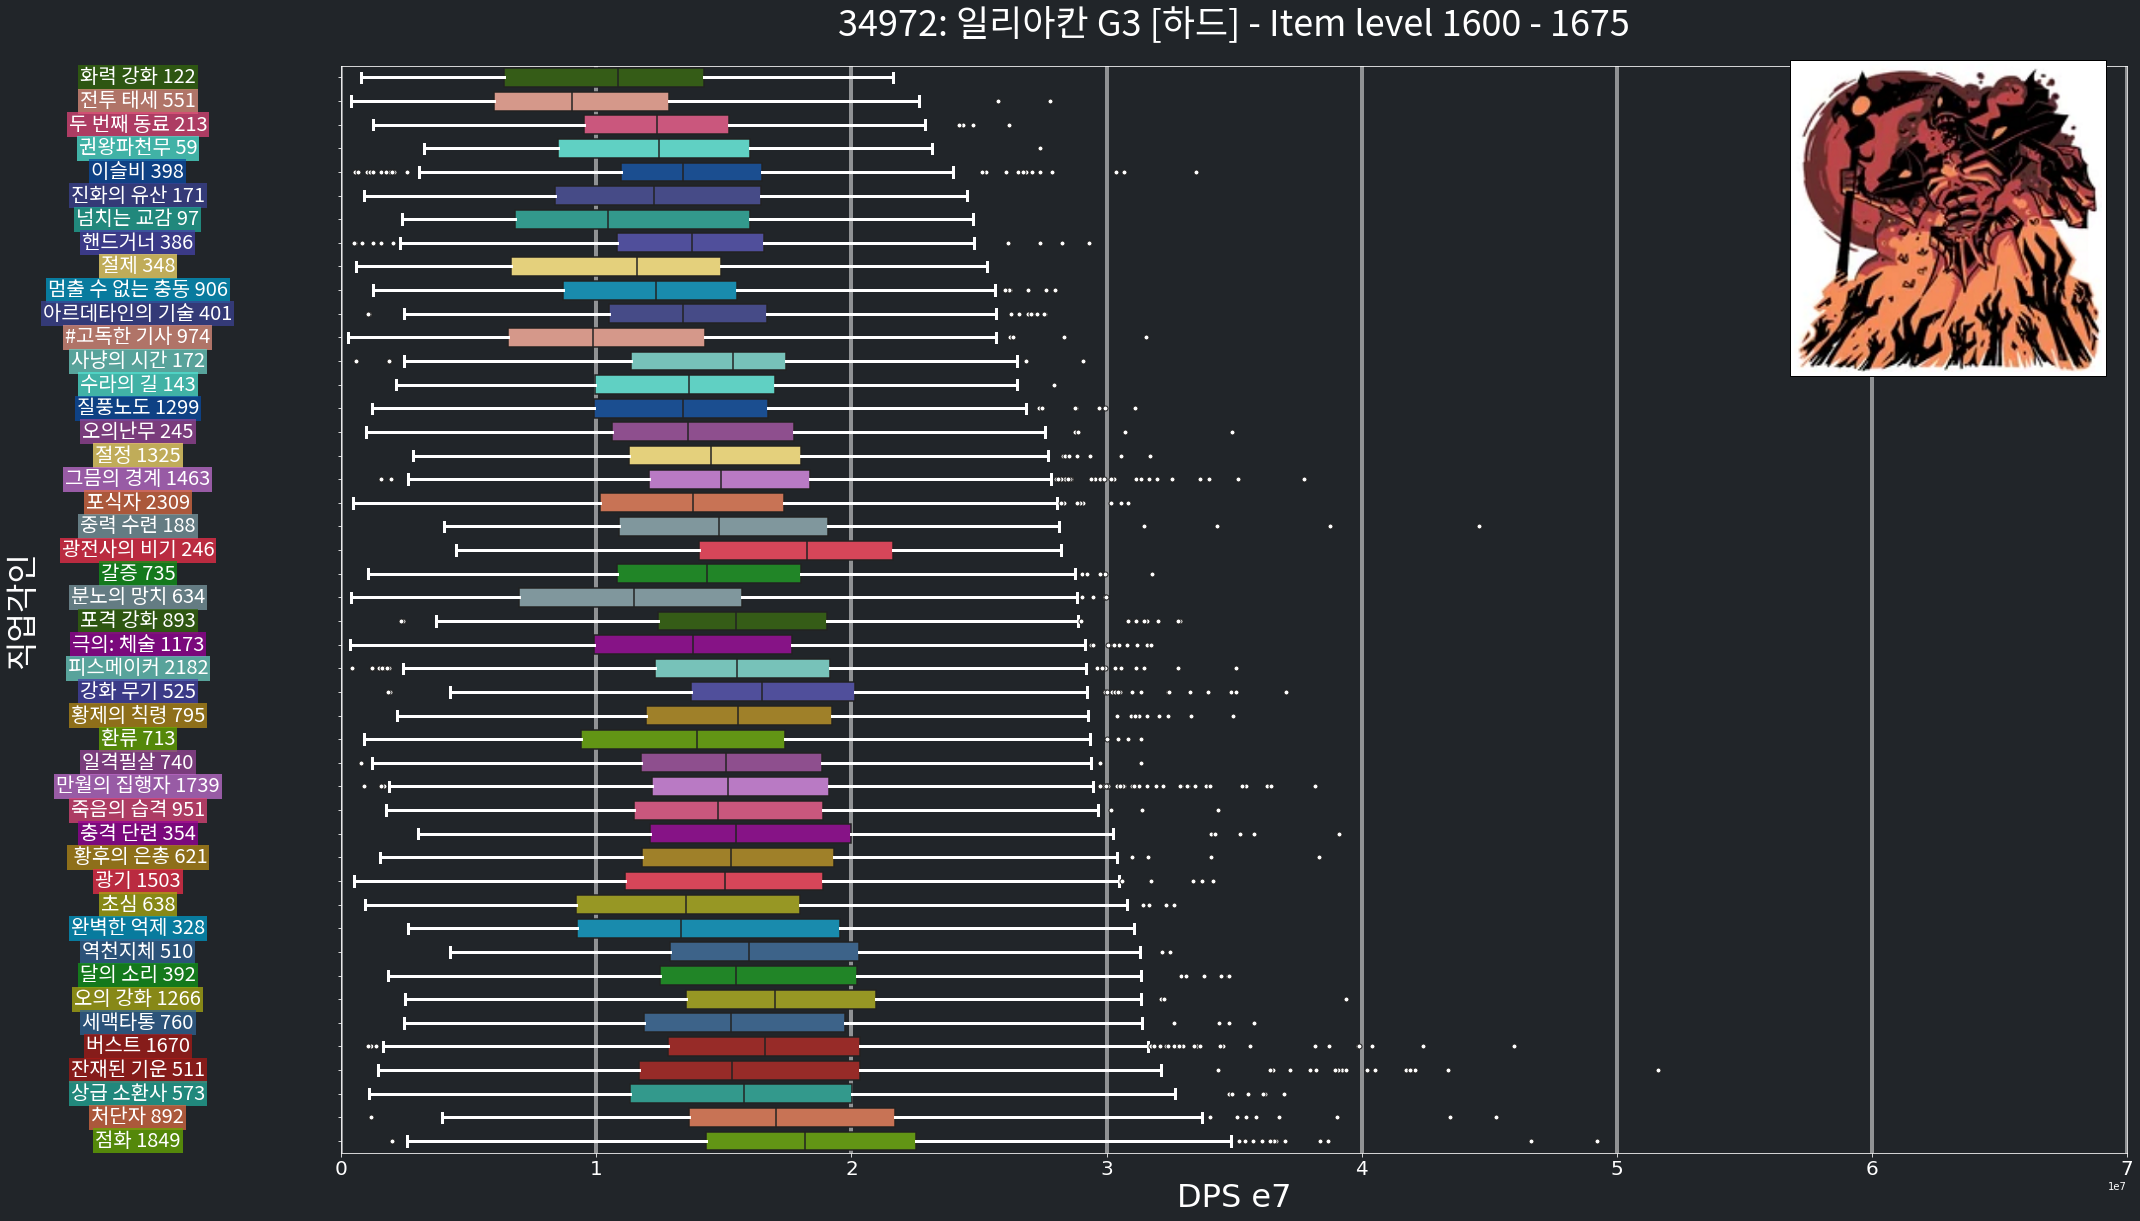 34972: 일리아칸 G3 [하드] - Item level 1600 - 1675
화력 강화 122
전투 태세 551
두 번째 동료 213
권왕파천무 59
이슬비 398
진화의 유산 171
넘치는 교감 97
핸드거너 386
절제 348
멈출 수 없는 충동 906
아르데타인의 기술 401
#고독한 기사 974
사냥의 시간 172
수라의 길 143
질풍노도 1299
오의난무 245
절정 1325
그믐의 경계 1463
포식자 2309
중력 수련 188
광전사의 비기 246
갈증 735
분노의 망치 634
포격 강화 893
극의: 체술 1173
피스메이커 2182
강화 무기 525
황제의 칙령 795
환류 713
일격필살 740
만월의 집행자 1739
죽음의 습격 951
충격 단련 354
황후의 은총 621
광기 1503
초심 638
완벽한 억제 328
역천지체 510
달의 소리 392
오의 강화 1266
세맥타통 760
버스트 1670
잔재된 기운 511
상급 소환사 573
처단자 892
점화 1849
직업각인
0 1 2 3 4 5 6 7
DPS e7
1e7